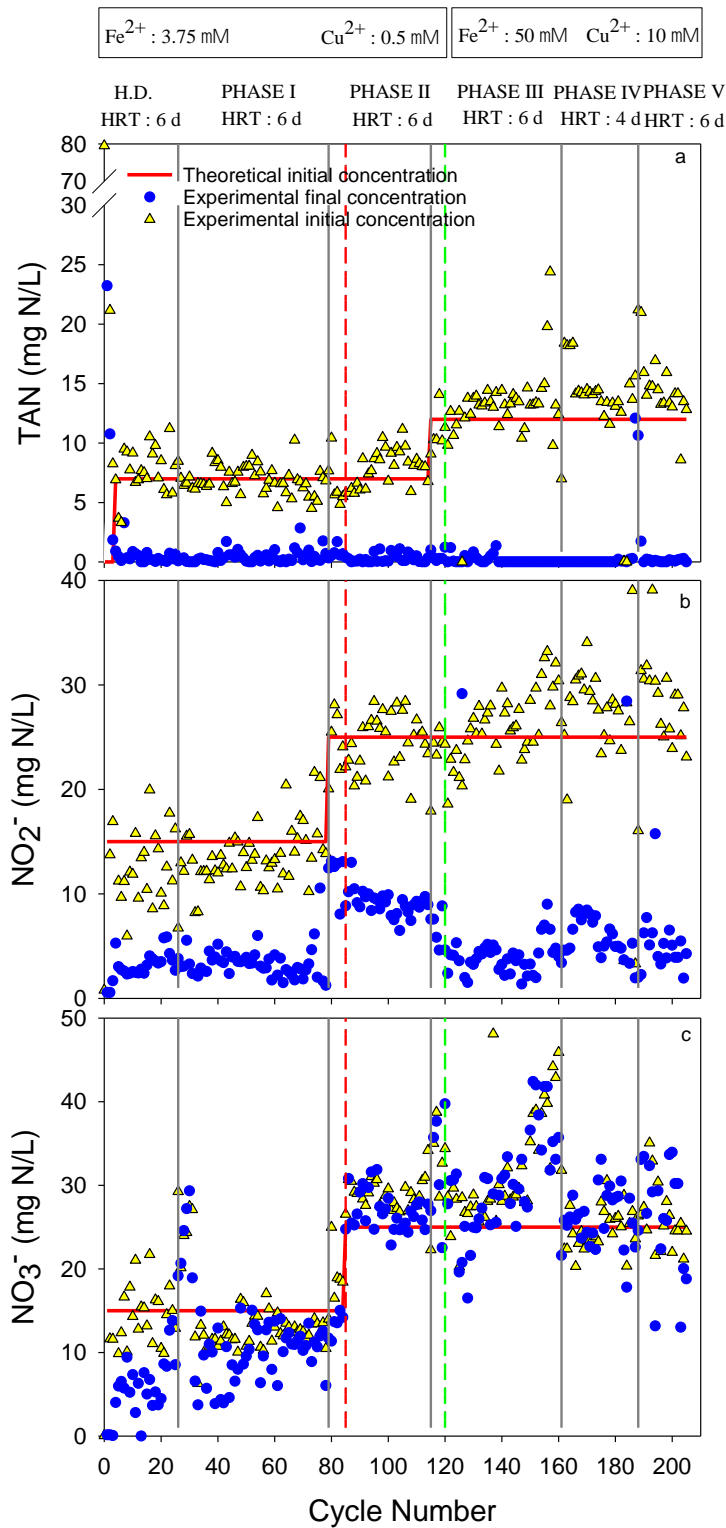 Fe2+ : 3.75 mM Cu2+ : 0.5 mM Fe2+ : 50 mM Cu2+ : 10 mM
H.D. PHASE I PHASE II PHASE III PHASE IV PHASE V
HRT : 6 d HRT : 6 d HRT : 6 d HRT : 6 d HRT : 4 d HRT : 6 d
80
a
70
Theoretical initial concentration
Experimental final concentration
30
Experimental initial concentration
25
20
15
10
5
0
TAN (mg N/L)
40
b
30
20
10
0
NO2- (mg N/L)
50
c
40
30
20
10
0
NO3- (mg N/L)
0 20 40 60 80 100 120 140 160 180 200
Cycle Number